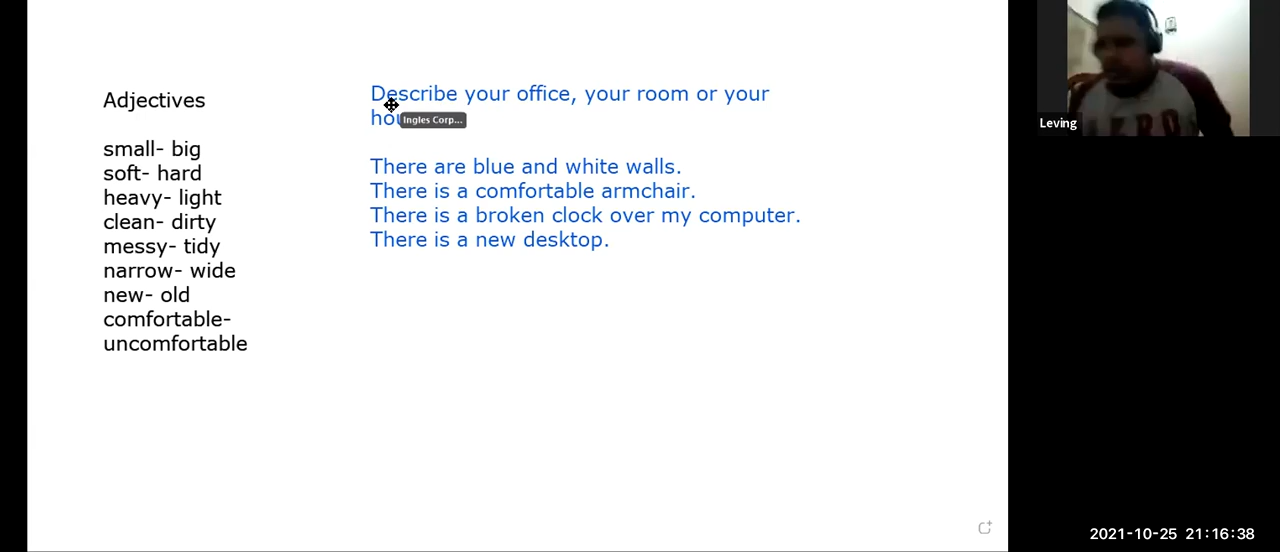 Adjectives
small- big
soft- hard
heavy- light
clean- dirty
messy- tidy
narrow- wide
new- old
comfortable-
uncomfortable
Describe your office, your room or your
Ingles Corp...
There are blue and white walls.
There is a comfortable armchair.
There is a broken clock over my computer.
There is a new desktop.
Leving
2021-10-25 21:16:38